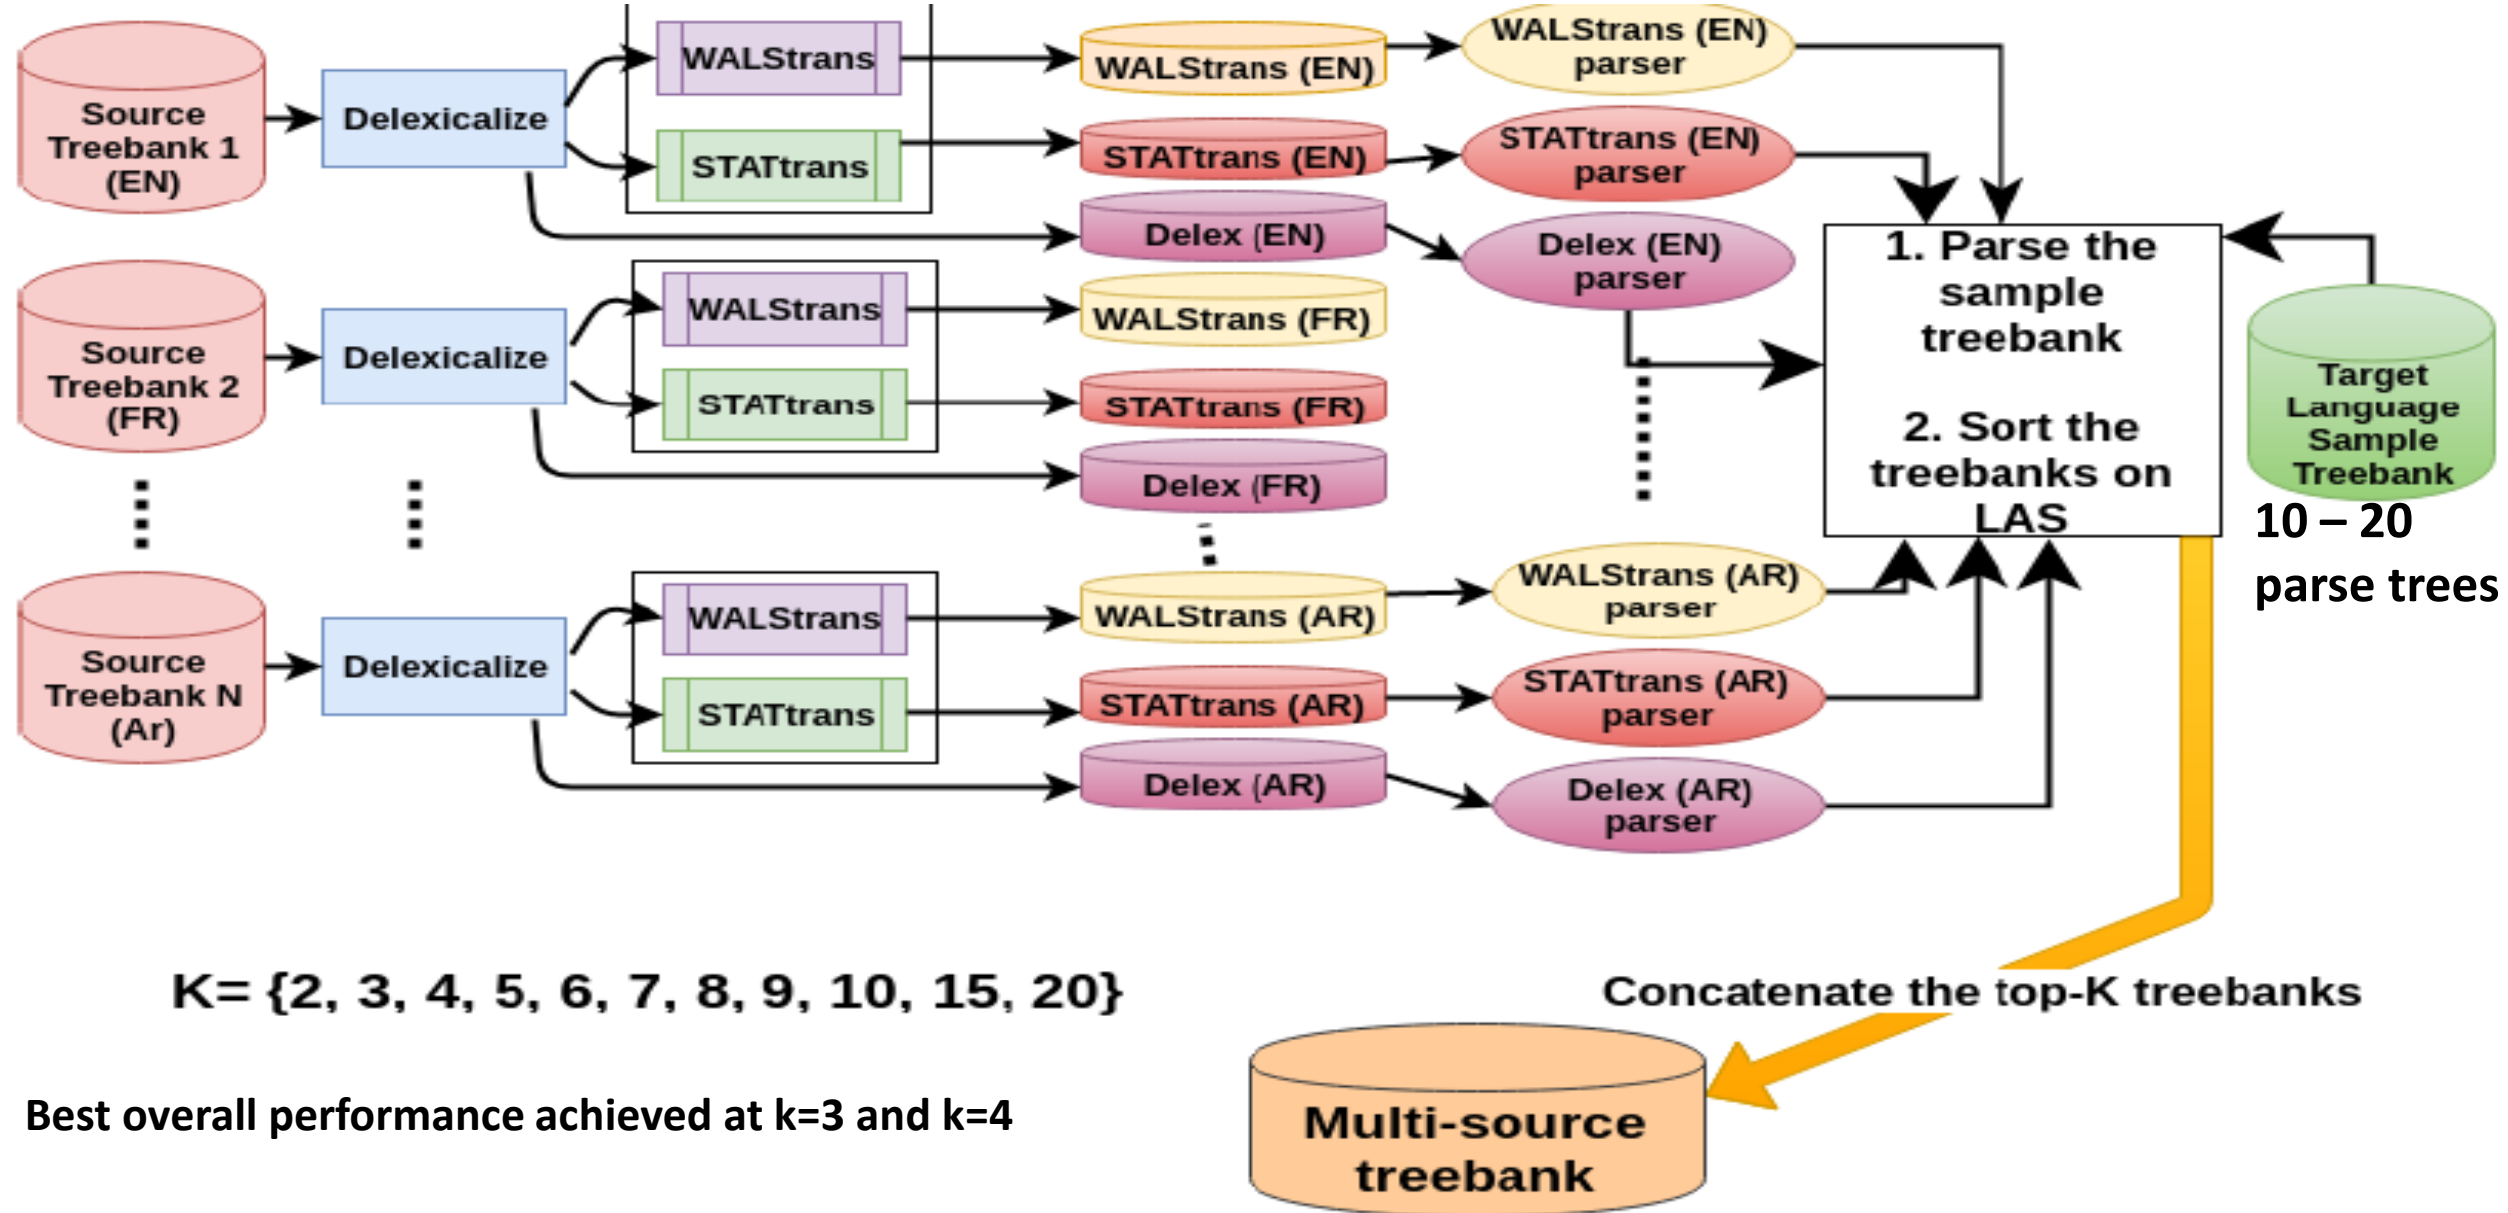 Source
Treebank 1
(EN)
Delexicalize
WALStrans
STATtrans
WALStrans (EN)
STATtrans (EN)
Delex (EN)
WALStrans (EN)
parser
STATtrans (EN)
parser
Delex (EN)
parser
Source
Treebank 2
(FR)
Delexicalize
WALStrans
STATtrans
WALStrans (FR)
STATtrans (FR)
Delex (FR)
1. Parse the
sample
treebank
2. Sort the
treebanks on
LAS
Target
Language
Sample
Treebank
10 – 20
parse trees
Source
Treebank N
(Ar)
Delexicalize
WALStrans
STATtrans
WALStrans (AR)
STATtrans (AR)
Delex (AR)
WALStrans (AR)
parser
STATtrans (AR)
parser
Delex (AR)
parser
K= {2, 3, 4, 5, 6, 7, 8, 9, 10, 15, 20}
Concatenate the top-K treebanks
Best overall performance achieved at k=3 and k=4
Multi-source
treebank